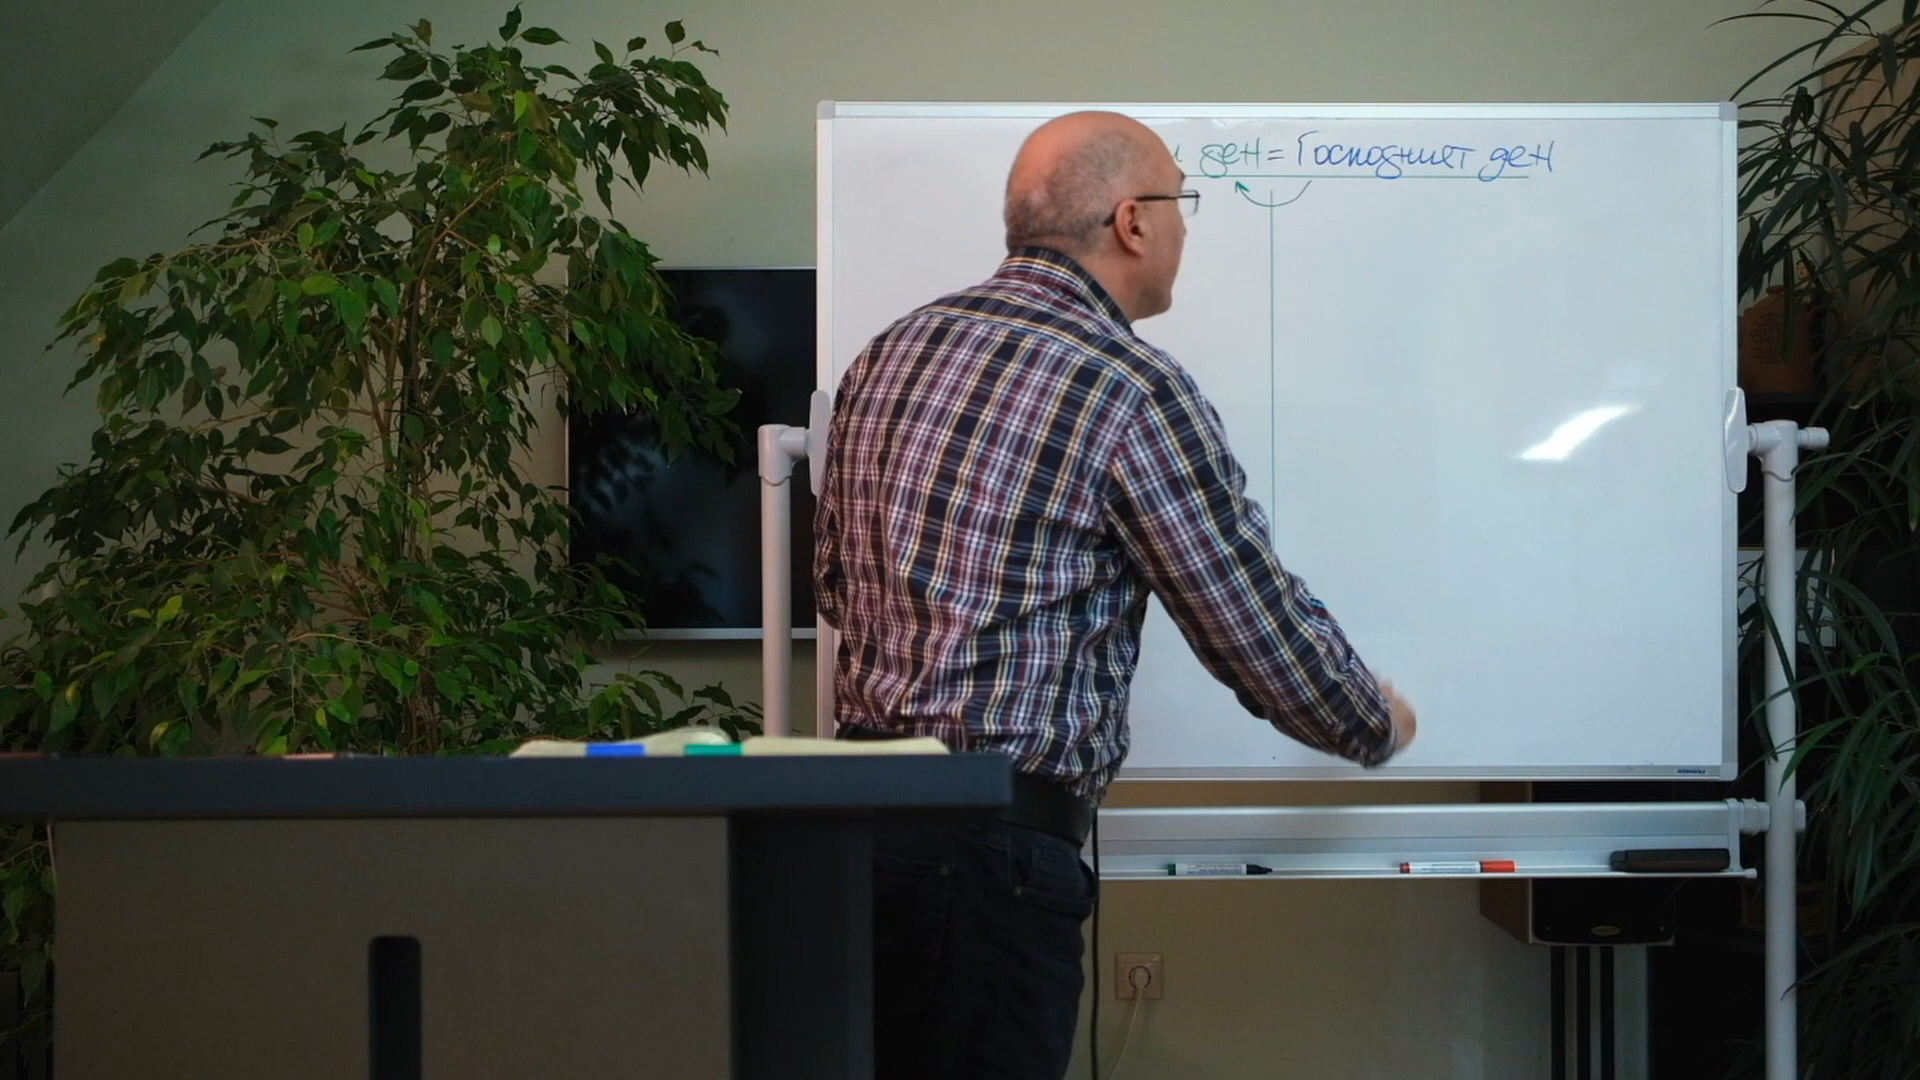 ден = Господният ден